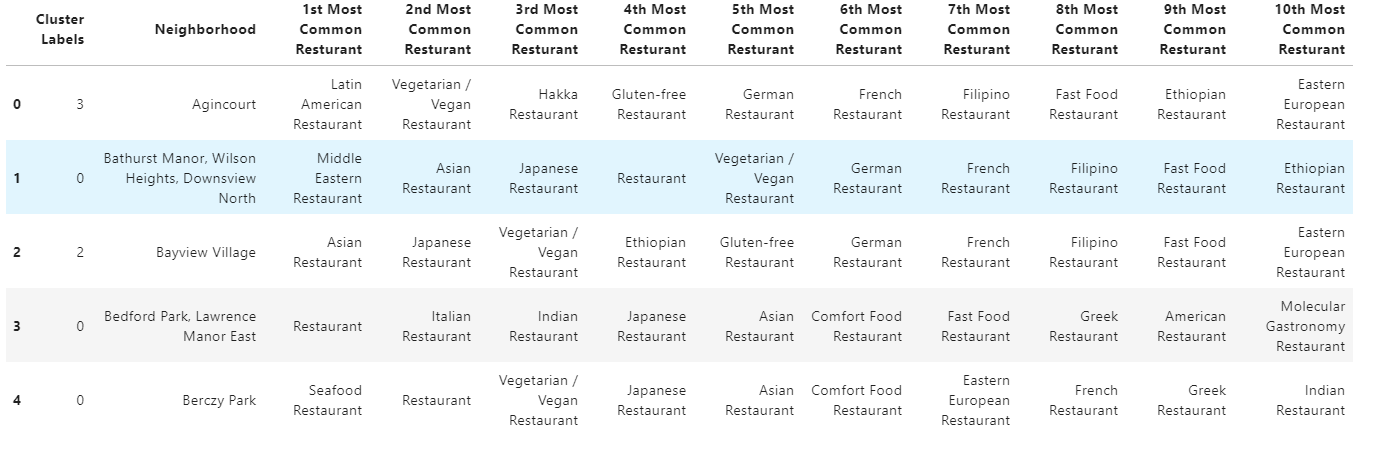 Cluster Labels Neighborhood 1st Most Common Resturant 2nd Most Common Resturant 3rd Most Common Resturant 4th Most Common Resturant 5th Most Common Resturant 6th Most Common Resturant 7th Most Common Resturant 8th Most Common Resturant 9th Most Common Resturant 10th Most Common Resturant
0 3 Agincourt Latin American Restaurant Vegetarian / Vegan Restaurant Hakka Restaurant Gluten-free Restaurant German Restaurant French Restaurant Filipino Restaurant Fast Food Restaurant Ethiopian Restaurant Eastern European Restaurant
1 0 Bathurst Manor, Wilson Heights, Downsview North Middle Eastern Restaurant Asian Restaurant Japanese Restaurant Restaurant Vegetarian / Vegan Restaurant German Restaurant French Restaurant Filipino Restaurant Fast Food Restaurant Ethiopian Restaurant
2 2 Bayview Village Asian Restaurant Japanese Restaurant Vegetarian / Vegan Restaurant Ethiopian Restaurant Gluten-free Restaurant German Restaurant French Restaurant Filipino Restaurant Fast Food Restaurant Eastern European Restaurant
3 0 Bedford Park, Lawrence Manor East Restaurant Italian Restaurant Indian Restaurant Japanese Restaurant Asian Restaurant Comfort Food Restaurant Fast Food Restaurant Greek Restaurant American Restaurant Molecular Gastronomy Restaurant
4 0 Berczy Park Seafood Restaurant Restaurant Vegetarian / Vegan Restaurant Japanese Restaurant Asian Restaurant Comfort Food Restaurant Eastern European Restaurant French Restaurant Greek Restaurant Indian Restaurant